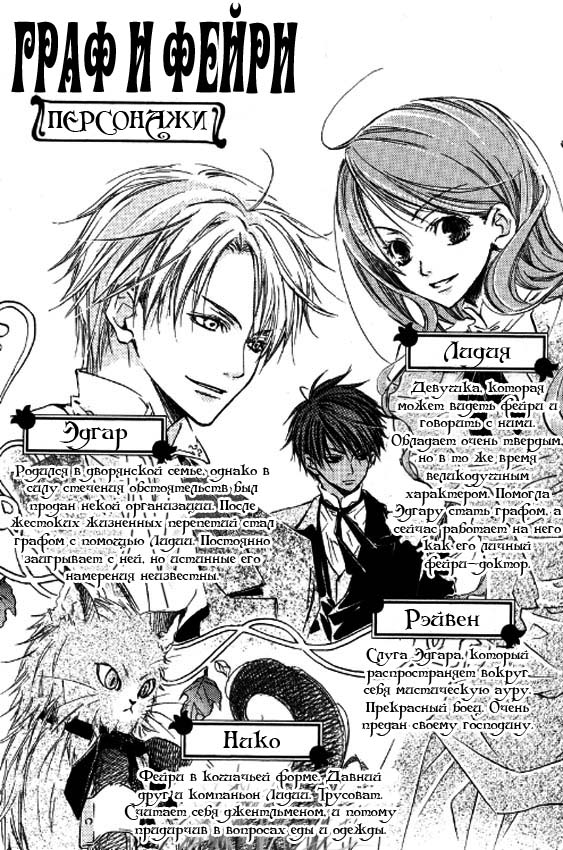 ГРАФ И ФЕЙРИ
ПЕРСОНАЖИ
Лидия
Девушка, которая
может видеть фейри и
говорить с ними.
Обладает очень твердым,
но в то же время
великодушным
характером. Помогла
Эдгару стать графом, а
сейчас работает на него
как его личный
фейри-доктор.
Эдгар
Родился в дворянской семье, однако в
силу стечения обстоятельств был
продан некой организации. После
жестоких жизненных перепетий стал
графом с помощью Лидии. Постоянно
заигрывает с ней, но истинные его
намерения неизвестны.
Рэйвен
Слуга Эдгара, который
распространяет вокруг
себя мистическую ауру.
Прекрасный боец. Очень
предан своему господину.
Нико
Фейри в кошачьей форме. Давний
друг и компаньон Лидии. Трусоват.
Считает себя джентльменом, и потому
придирчив в вопросах еды и одежды.